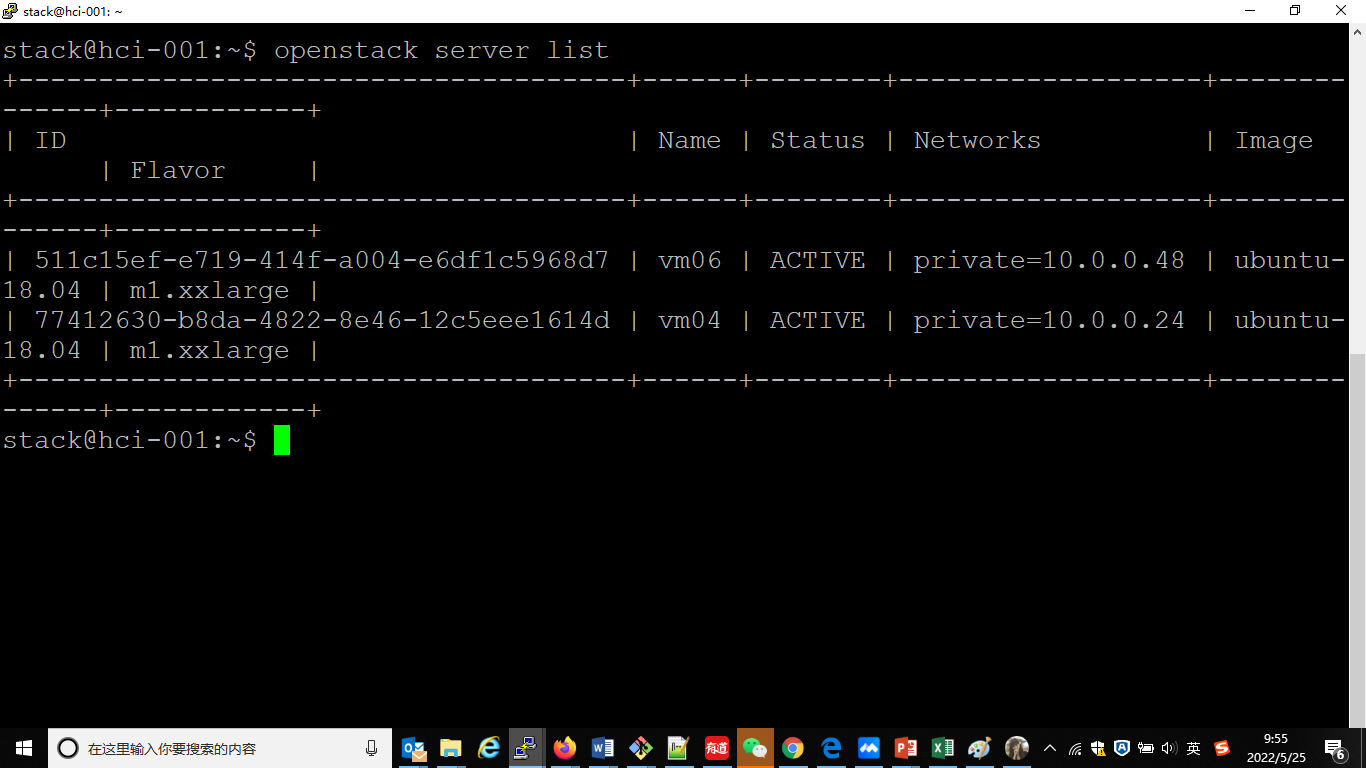 stack@hci-001: ~
stack@hci-001:~$ openstack server list
+--------------------------------------+------+--------+-------------------+--------
------+------------+
| ID                                   | Name | Status | Networks          | Image
      | Flavor     |
+--------------------------------------+------+--------+-------------------+--------
------+------------+
| 511c15ef-e719-414f-a004-e6df1c5968d7 | vm06 | ACTIVE | private=10.0.0.48 | ubuntu-
18.04 | m1.xxlarge |
| 77412630-b8da-4822-8e46-12c5eee1614d | vm04 | ACTIVE | private=10.0.0.24 | ubuntu-
18.04 | m1.xxlarge |
+--------------------------------------+------+--------+-------------------+--------
------+------------+
stack@hci-001:~$
在这里输入你要搜索的内容
有道
英
9:55
2022/5/25
6